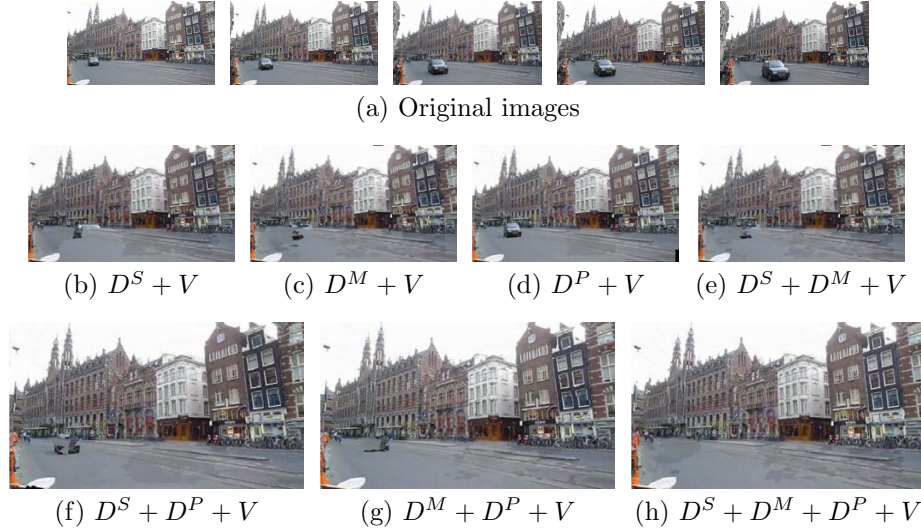 (a) Original images
(b) D^S + V (c) D^M + V (d) D^P + V (e) D^S + D^M + V
(f) D^S + D^P + V (g) D^M + D^P + V (h) D^S + D^M + D^P + V